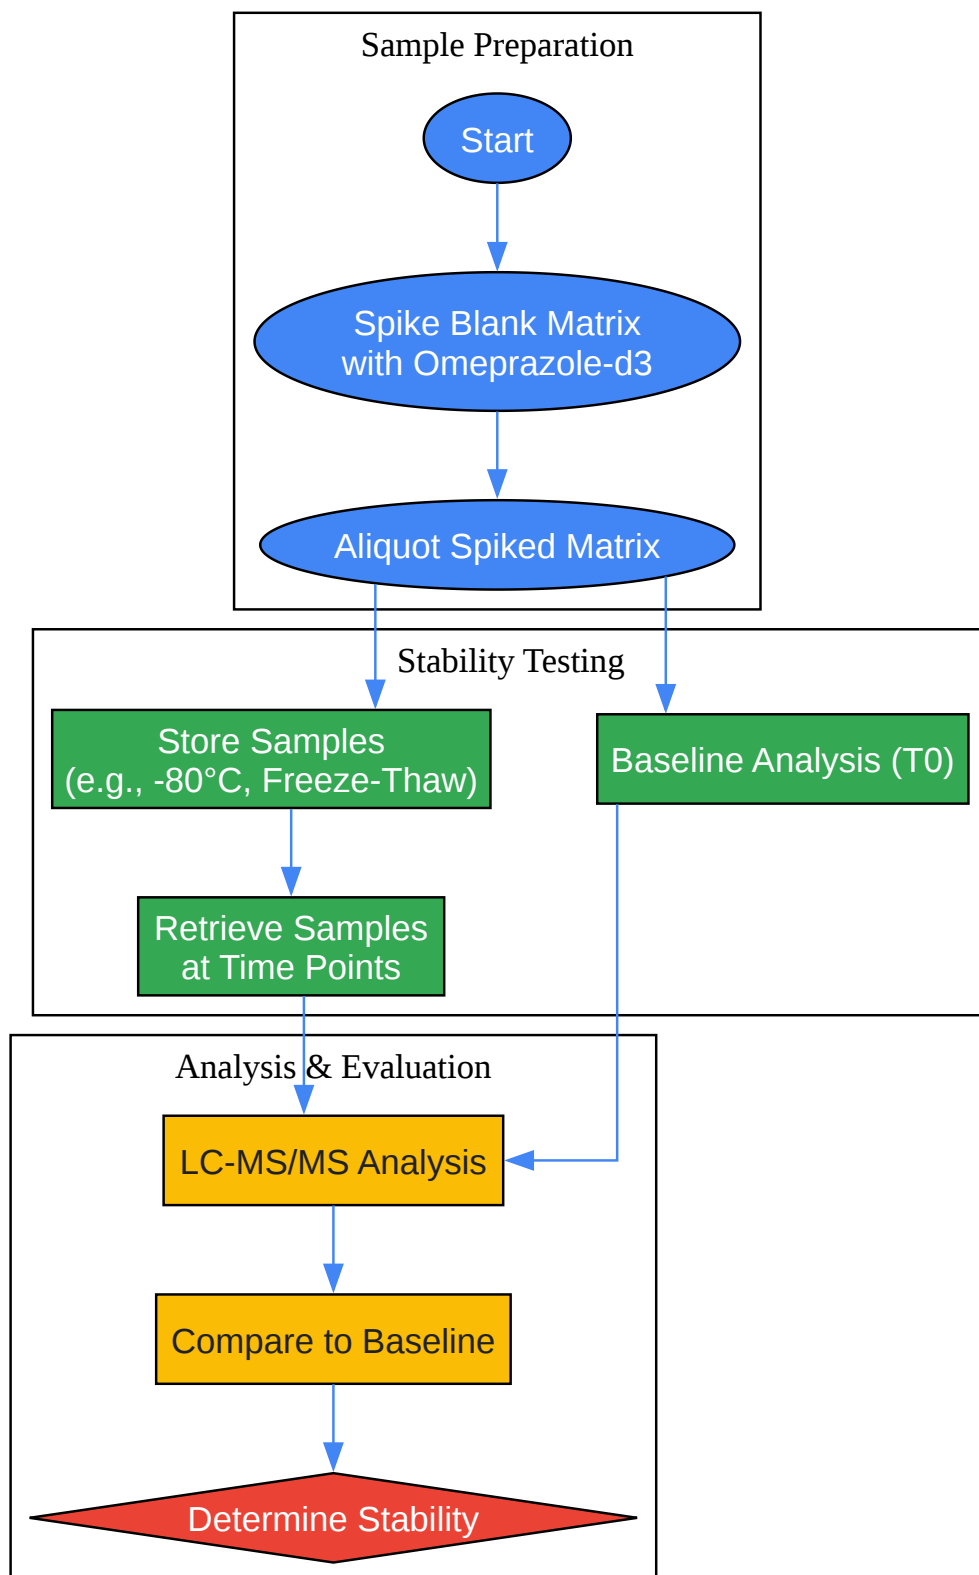 Sample Preparation
Start
Spike Blank Matrix
with Omeprazole-d3
Aliquot Spiked Matrix
Stability Testing
Store Samples
(e.g., -80°C, Freeze-Thaw)
Baseline Analysis (T0)
Retrieve Samples
at Time Points
Analysis & Evaluation
LC-MS/MS Analysis
Compare to Baseline
Determine Stability